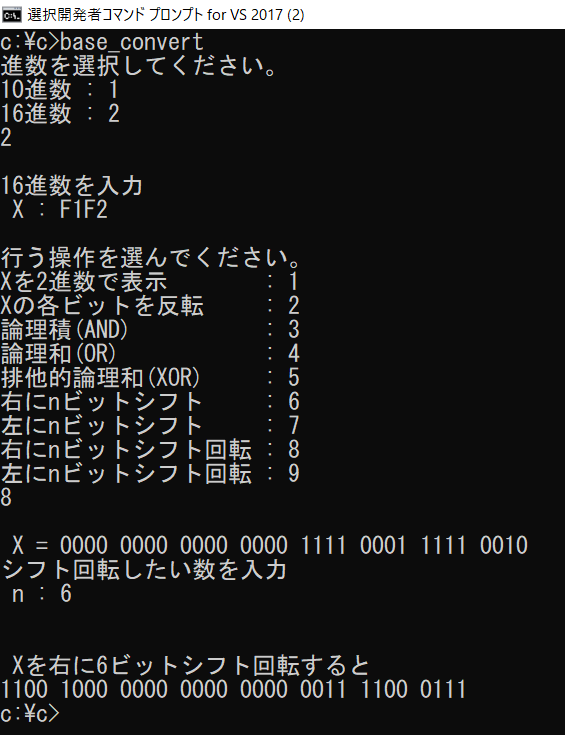 選択開発者コマンド プロンプト for VS 2017 (2)
c:¥c>base_convert
進数を選択してください。
10進数 : 1
16進数 : 2
2
16進数を入力
X : F1F2
行う操作を選んでください。
Xを2進数で表示 : 1
Xの各ビットを反転 : 2
論理積(AND) : 3
論理和(OR) : 4
排他的論理和(XOR) : 5
右にnビットシフト : 6
左にnビットシフト : 7
右にnビットシフト回転 : 8
左にnビットシフト回転 : 9
8
X = 0000 0000 0000 0000 1111 0001 1111 0010
シフト回転したい数を入力
n : 6
Xを右に6ビットシフト回転すると
1100 1000 0000 0000 0000 0011 1100 0111
c:¥c>